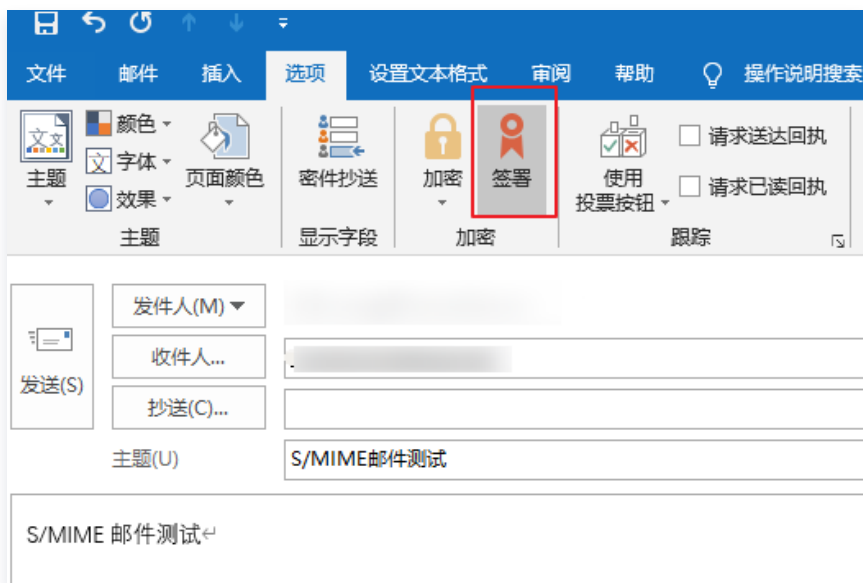 文件 邮件 插入 选项 设置文本格式 审阅 帮助 操作说明搜索
文文
主题
颜色
文 字体
效果
页面颜色
密件抄送
加密
签署
使用
投票按钮
请求送达回执
请求已读回执
主题 显示字段 加密 跟踪
发送(S)
发件人(M)
收件人...
抄送(C)...
主题(U) S/MIME邮件测试
S/MIME 邮件测试